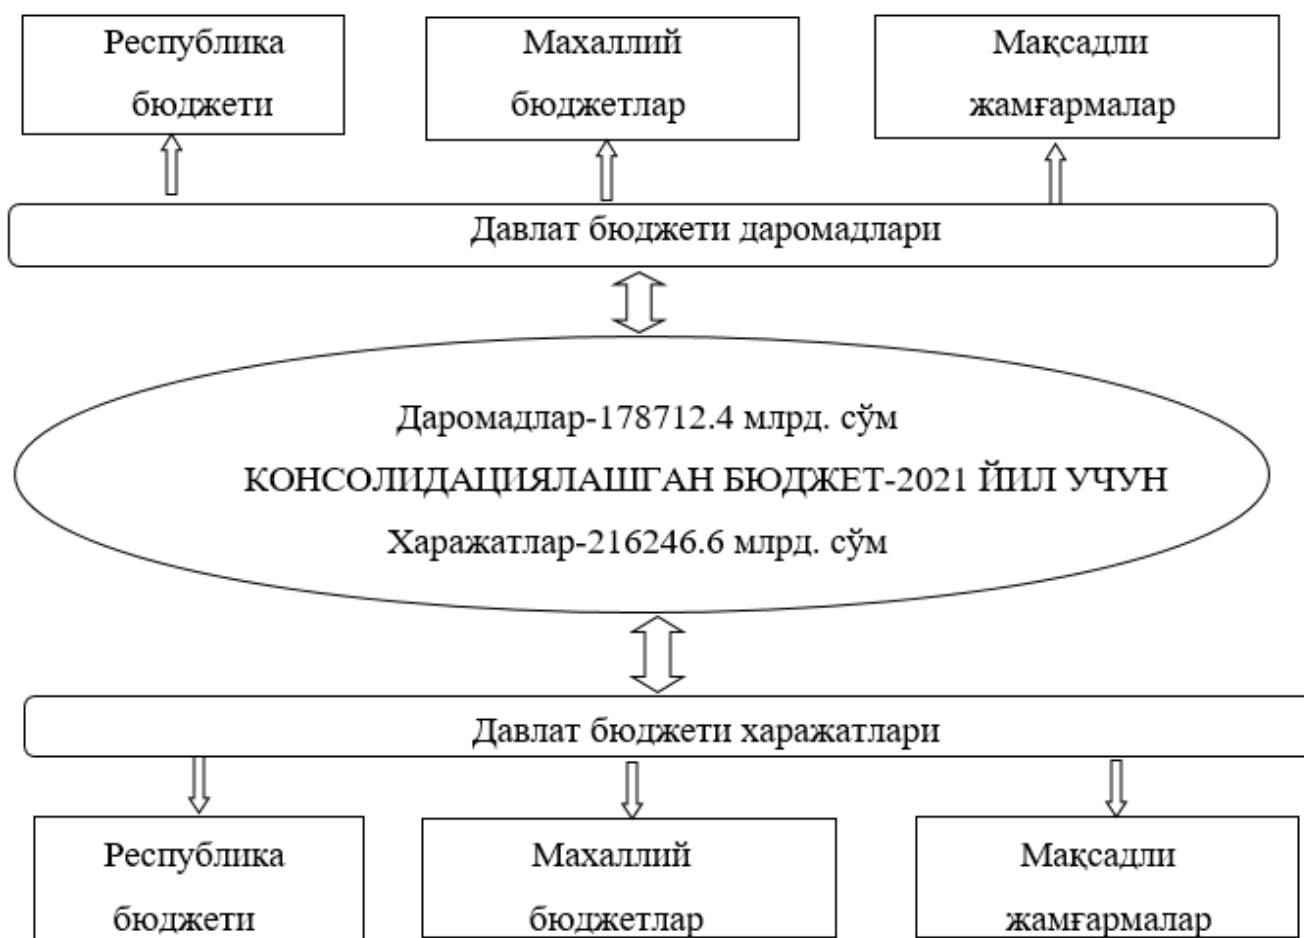 Республика
бюджети
Махаллий
бюджетлар
Мақсадли
жамғармалар
Давлат бюджети даромадлари
Даромадлар-178712.4 млрд. сўм
КОНСОЛИДАЦИЯЛАШГАН БЮДЖЕТ-2021 ЙИЛ УЧУН
Харажатлар-216246.6 млрд. сўм
Давлат бюджети харажатлари
Республика
бюджети
Махаллий
бюджетлар
Мақсадли
жамғармалар